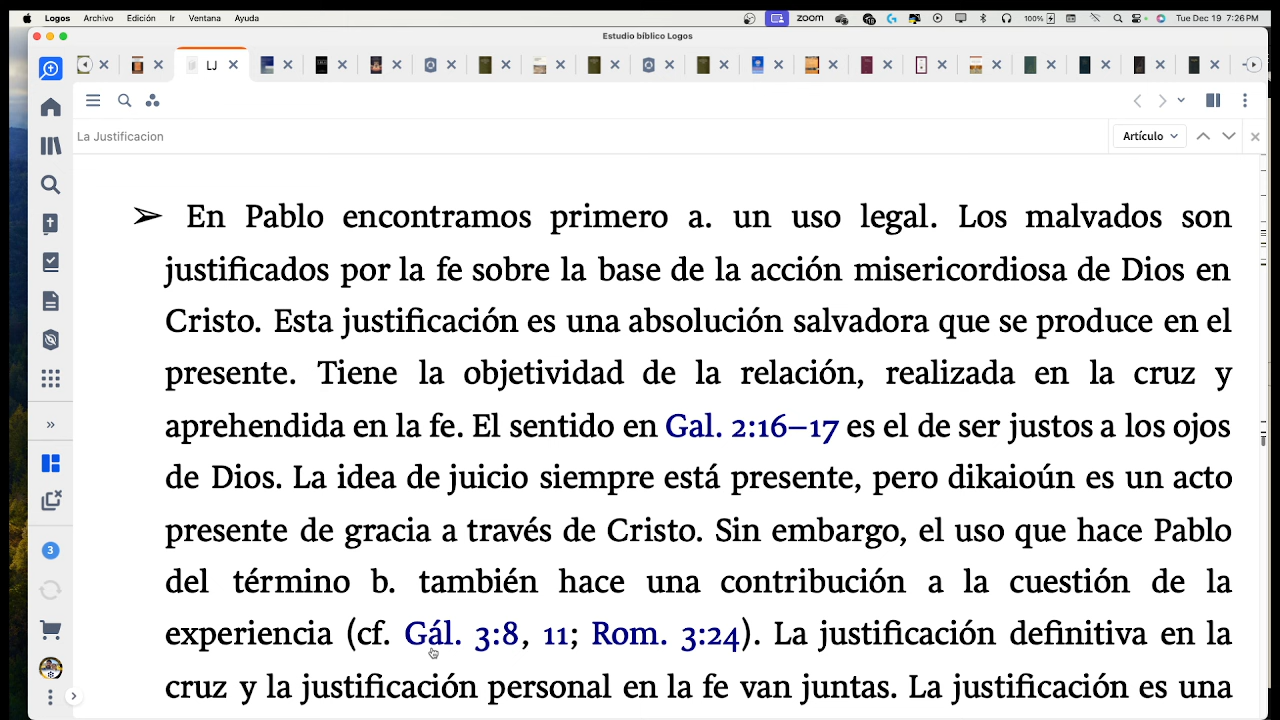 Logos Archivo Edición Ir Ventana Ayuda zoom 100% Tue Dec 19 7:26 PM
Estudio bíblico Logos
LJ
La Justificacion Artículo
➢ En Pablo encontramos primero a. un uso legal. Los malvados son
justificados por la fe sobre la base de la acción misericordiosa de Dios en
Cristo. Esta justificación es una absolución salvadora que se produce en el
presente. Tiene la objetividad de la relación, realizada en la cruz y
aprehendida en la fe. El sentido en Gal. 2:16–17 es el de ser justos a los ojos
de Dios. La idea de juicio siempre está presente, pero dikaioún es un acto
presente de gracia a través de Cristo. Sin embargo, el uso que hace Pablo
del término b. también hace una contribución a la cuestión de la
experiencia (cf. Gál. 3:8, 11; Rom. 3:24). La justificación definitiva en la
cruz y la justificación personal en la fe van juntas. La justificación es una
3